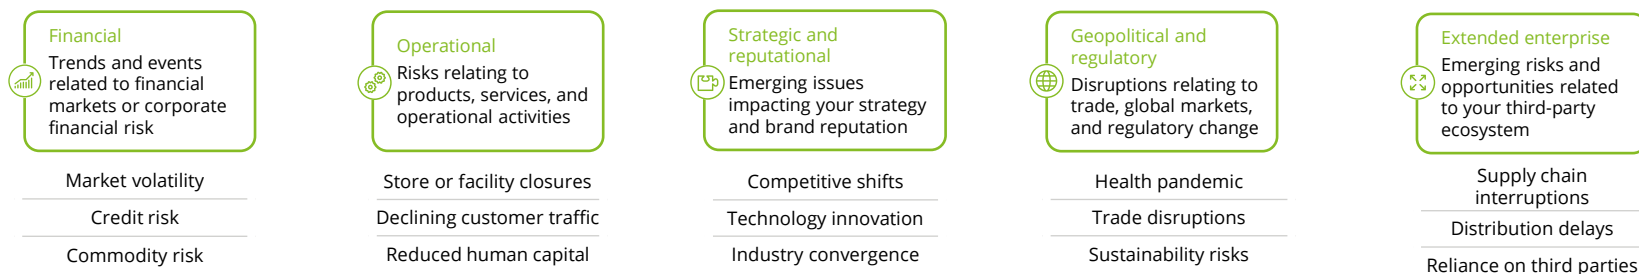 Financial
Trends and events
related to financial
markets or corporate
financial risk
Market volatility
Credit risk
Commodity risk
Operational
Risks relating to
products, services, and
operational activities
Store or facility closures
Declining customer traffic
Reduced human capital
Strategic and
reputational
Emerging issues
impacting your strategy
and brand reputation
Competitive shifts
Technology innovation
Industry convergence
Geopolitical and
regulatory
Disruptions relating to
trade, global markets,
and regulatory change
Health pandemic
Trade disruptions
Sustainability risks
Extended enterprise
Emerging risks and
opportunities related
to your third-party
ecosystem
Supply chain
interruptions
Distribution delays
Reliance on third parties